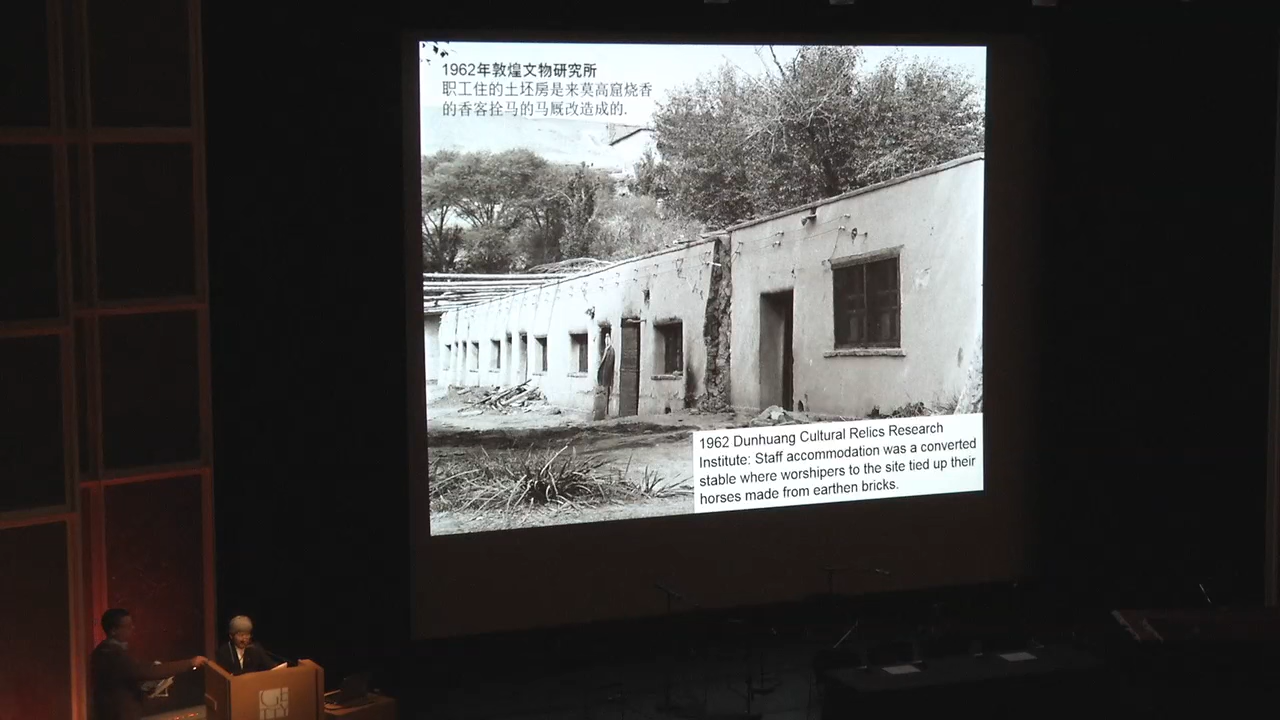 1962年敦煌文物研究所
职工住的土坯房是来莫高窟烧香
的香客拴马的马厩改造成的.
1962 Dunhuang Cultural Relics Research
Institute: Staff accommodation was a converted
stable where worshipers to the site tied up their
horses made from earthen bricks.
GE
TTY